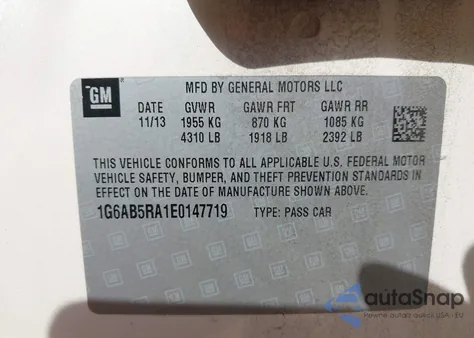 GM
MFD BY GENERAL MOTORS LLC
DATE GVWR GAWR FRT GAWR RR
11/13 1955 KG 870 KG 1085 KG
4310 LB 1918 LB 2392 LB
THIS VEHICLE CONFORMS TO ALL APPLICABLE U.S. FEDERAL MOTOR
VEHICLE SAFETY, BUMPER, AND THEFT PREVENTION STANDARDS IN
EFFECT ON THE DATE OF MANUFACTURE SHOWN ABOVE.
1G6AB5RA1E0147719 TYPE: PASS CAR
autaSnap